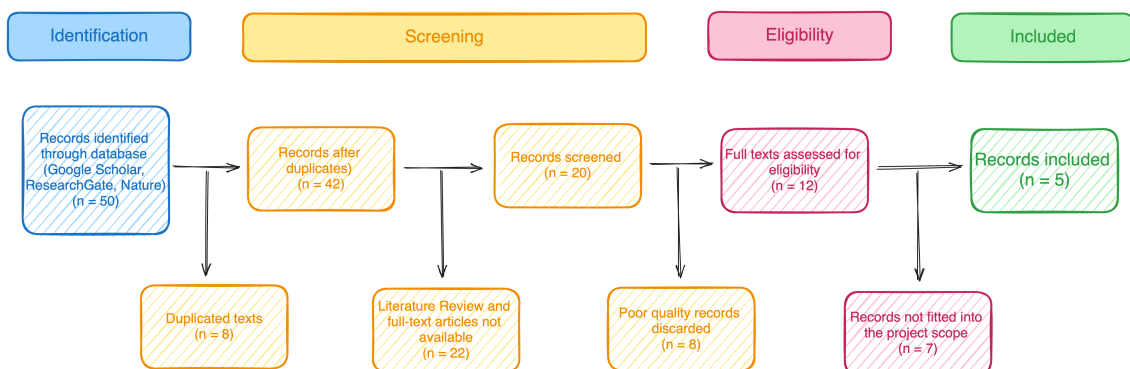 Identification
Screening
Eligibility
Included
Records identified
through database
(Google Scholar,
ResearchGate, Nature)
(n = 50)
Records after
duplicates)
(n = 42)
Records screened
(n = 20)
Full texts assessed for
eligibility
(n = 12)
Records included
(n = 5)
Duplicated texts
(n = 8)
Literature Review and
full-text articles not
available
(n = 22)
Poor quality records
discarded
(n = 8)
Records not fitted into
the project scope
(n = 7)